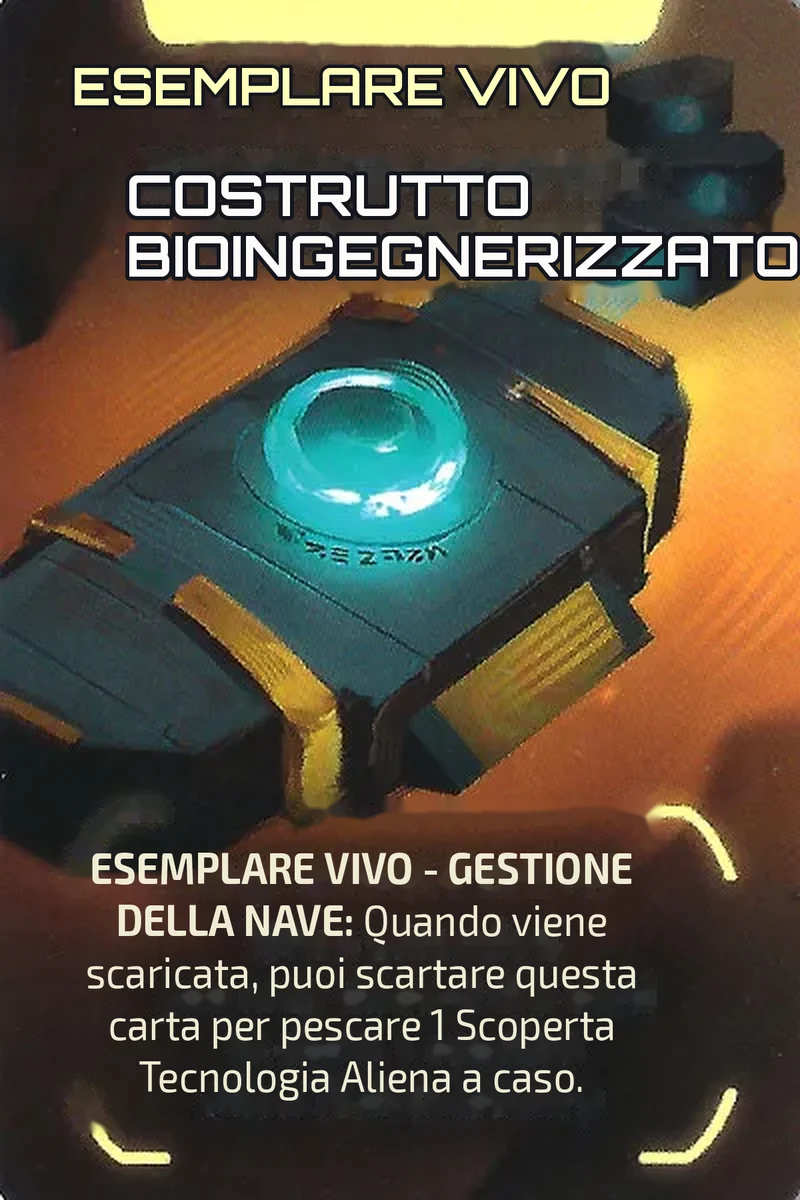 ESEMPLARE VIVO
COSTRUTTO
BIOINGEGNERIZZATO
ESEMPLARE VIVO - GESTIONE
DELLA NAVE: Quando viene
scaricata, puoi scartare questa
carta per pescare 1 Scoperta
Tecnologia Aliena a caso.